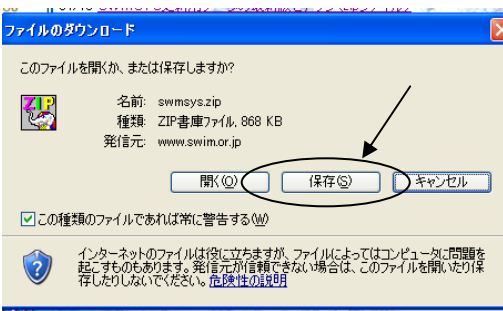 ファイルのダウンロード
このファイルを開くか、または保存しますか?
ZIP
名前: swmsys.zip
種類: ZIP書庫ファイル, 868 KB
発信元: www.swim.or.jp
開く(O) 保存(S) キャンセル
この種類のファイルであれば常に警告する(W)
インターネットのファイルは役に立ちますが、ファイルによってはコンピュータに問題を
起こすものもあります。発信元が信頼できない場合は、このファイルを開いたり保
存したりしないでください。危険性の説明